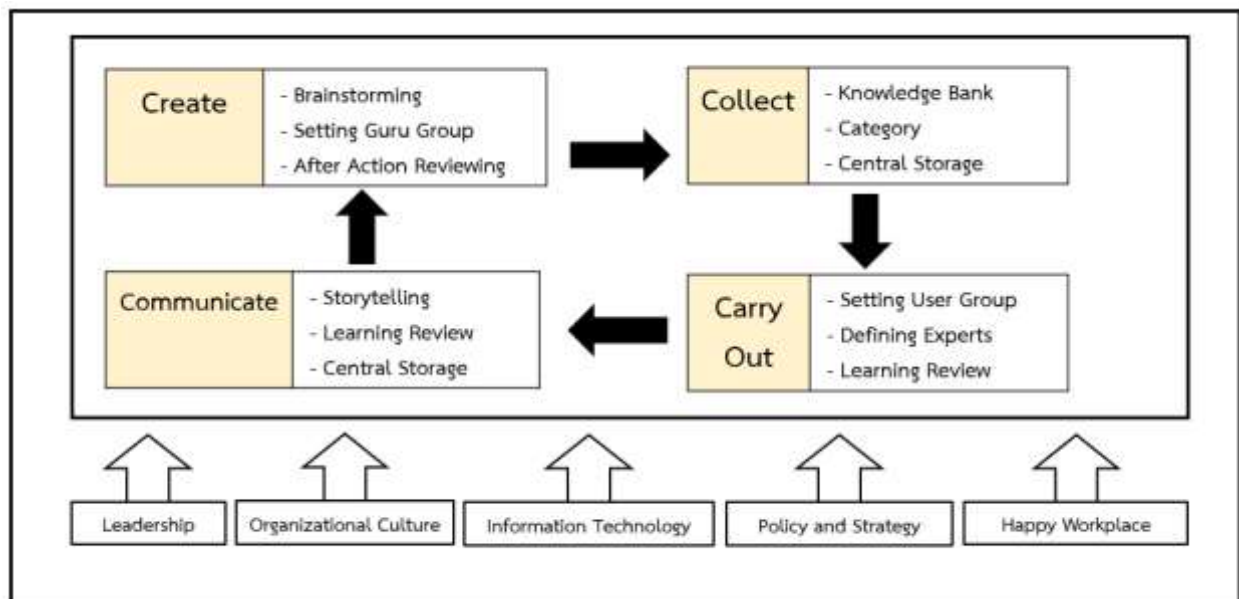 Create
- Brainstorming
- Setting Guru Group
- After Action Reviewing
Collect
- Knowledge Bank
- Category
- Central Storage
Communicate
- Storytelling
- Learning Review
- Central Storage
Carry
Out
- Setting User Group
- Defining Experts
- Learning Review
Leadership
Organizational Culture
Information Technology
Policy and Strategy
Happy Workplace